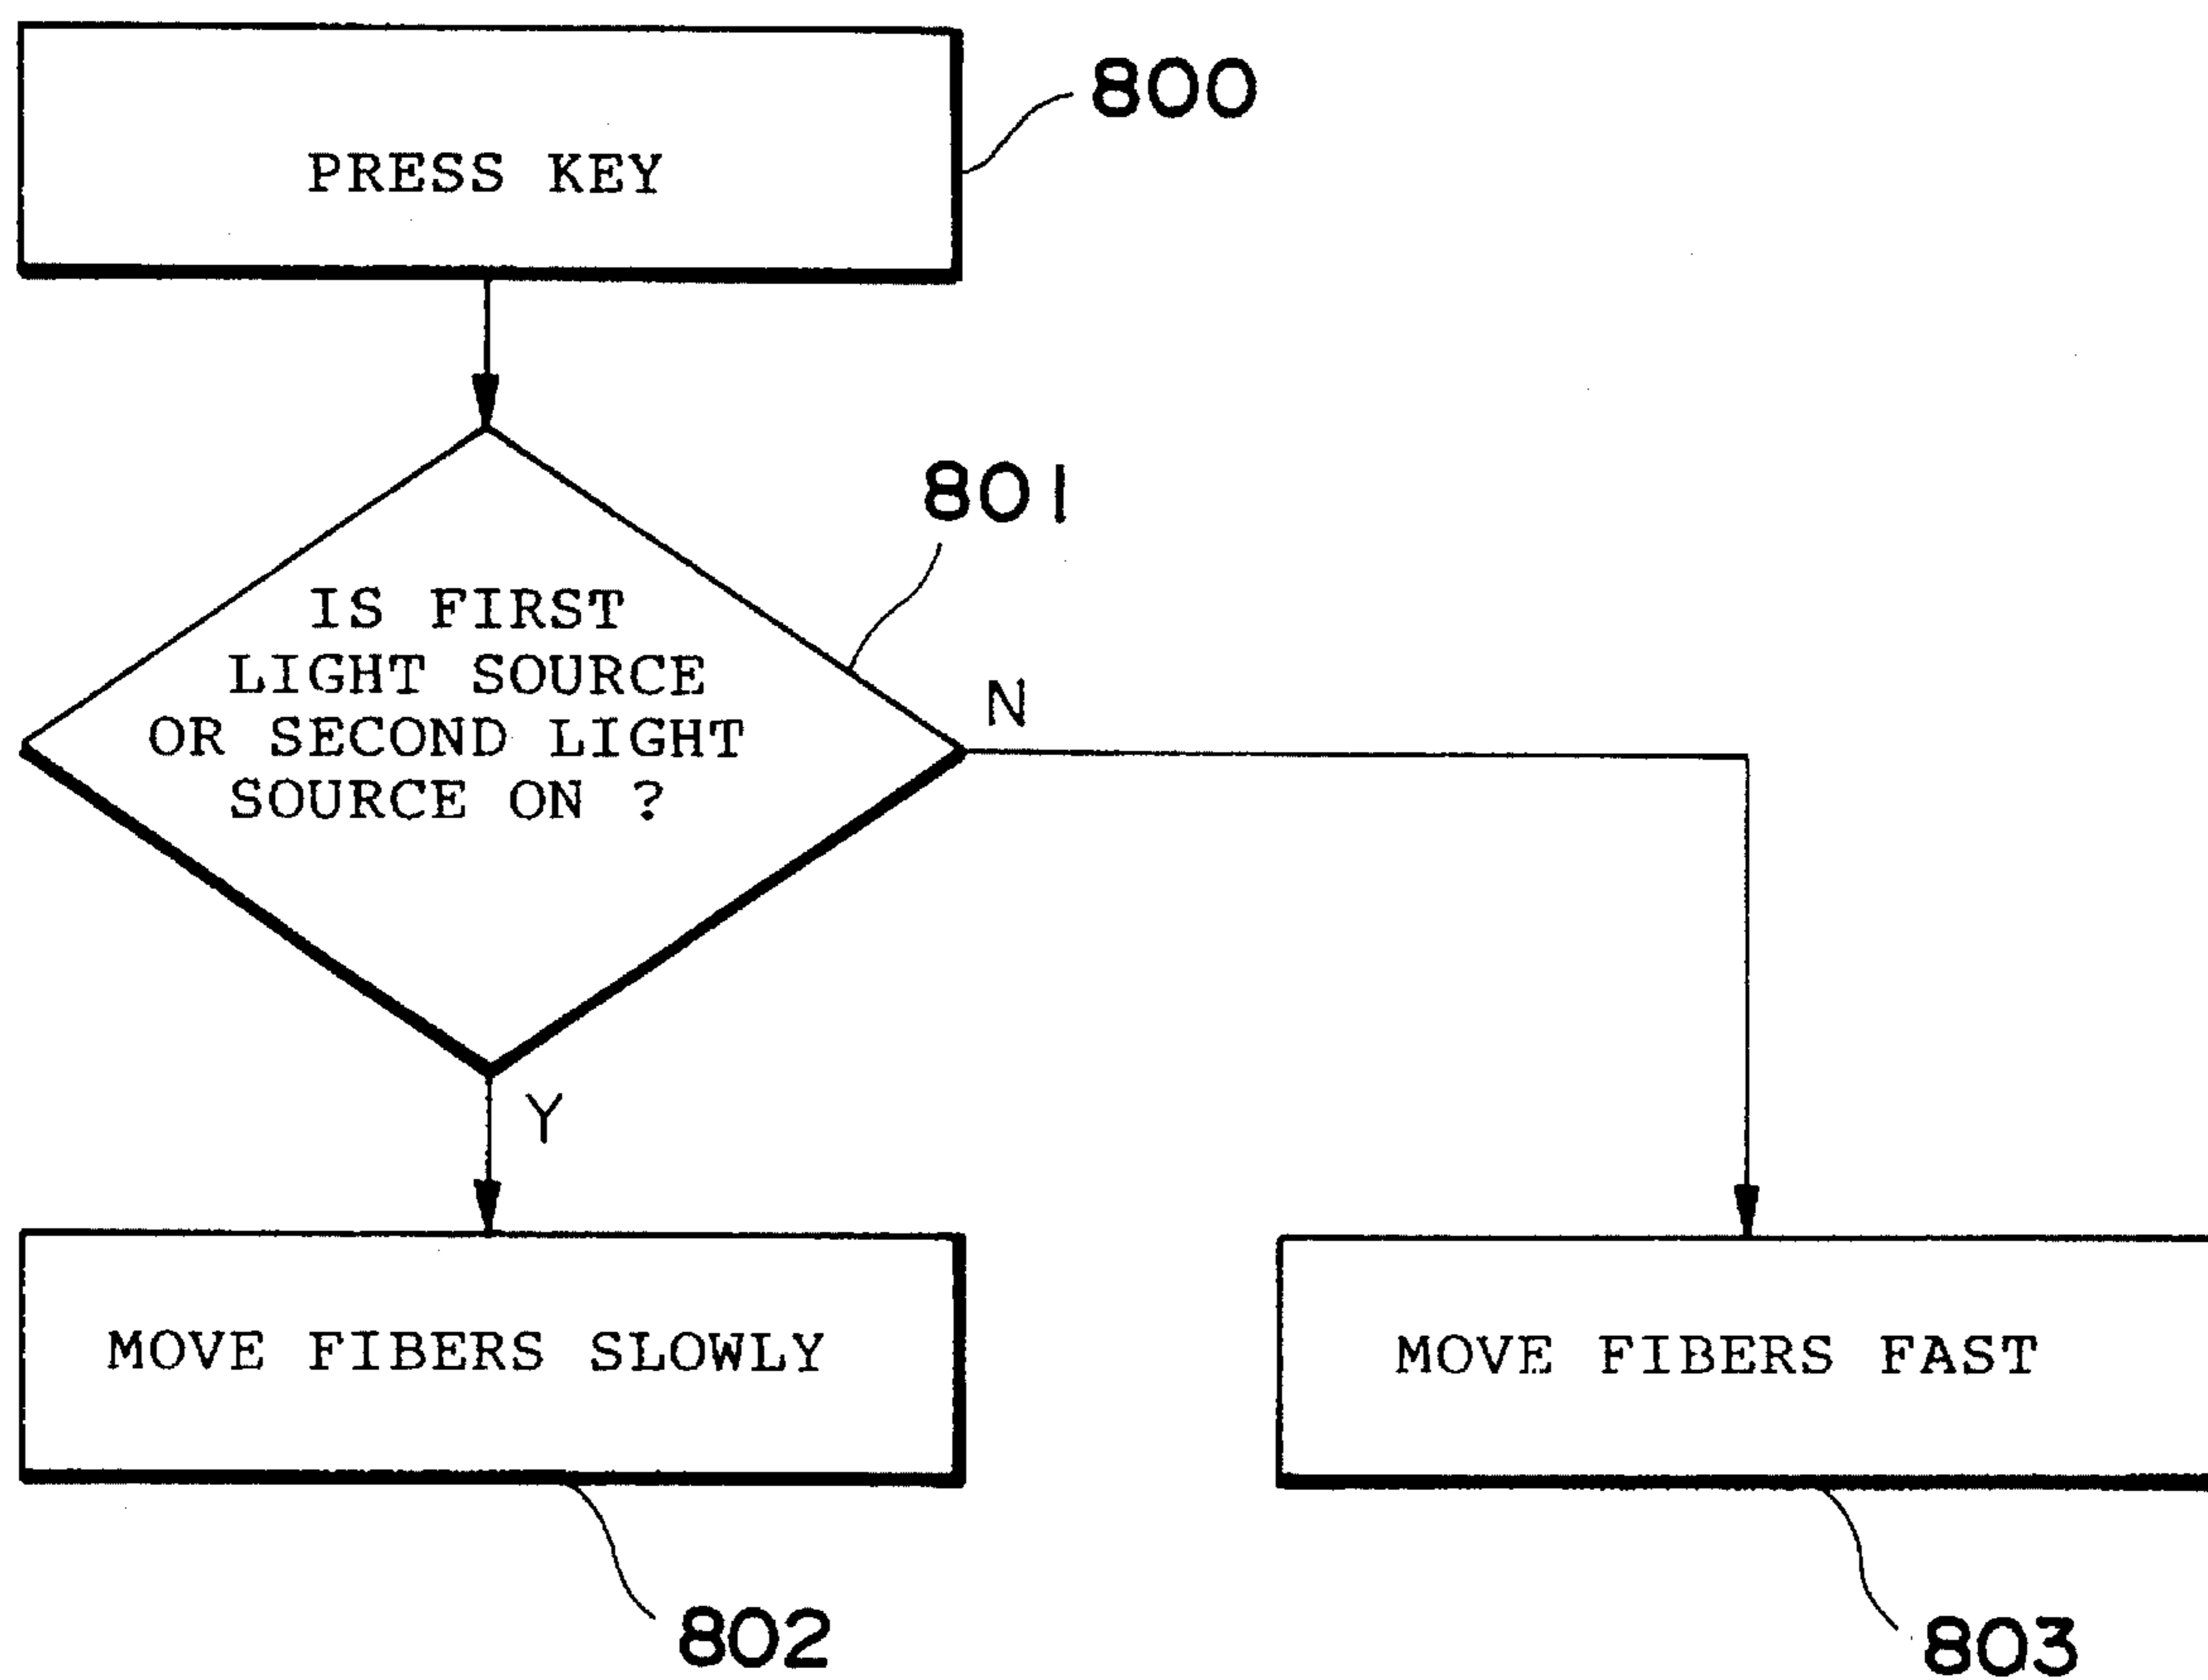 800
PRESS KEY
801
IS FIRST
LIGHT SOURCE
OR SECOND LIGHT
SOURCE ON ?
N
Y
MOVE FIBERS SLOWLY
MOVE FIBERS FAST
802
803